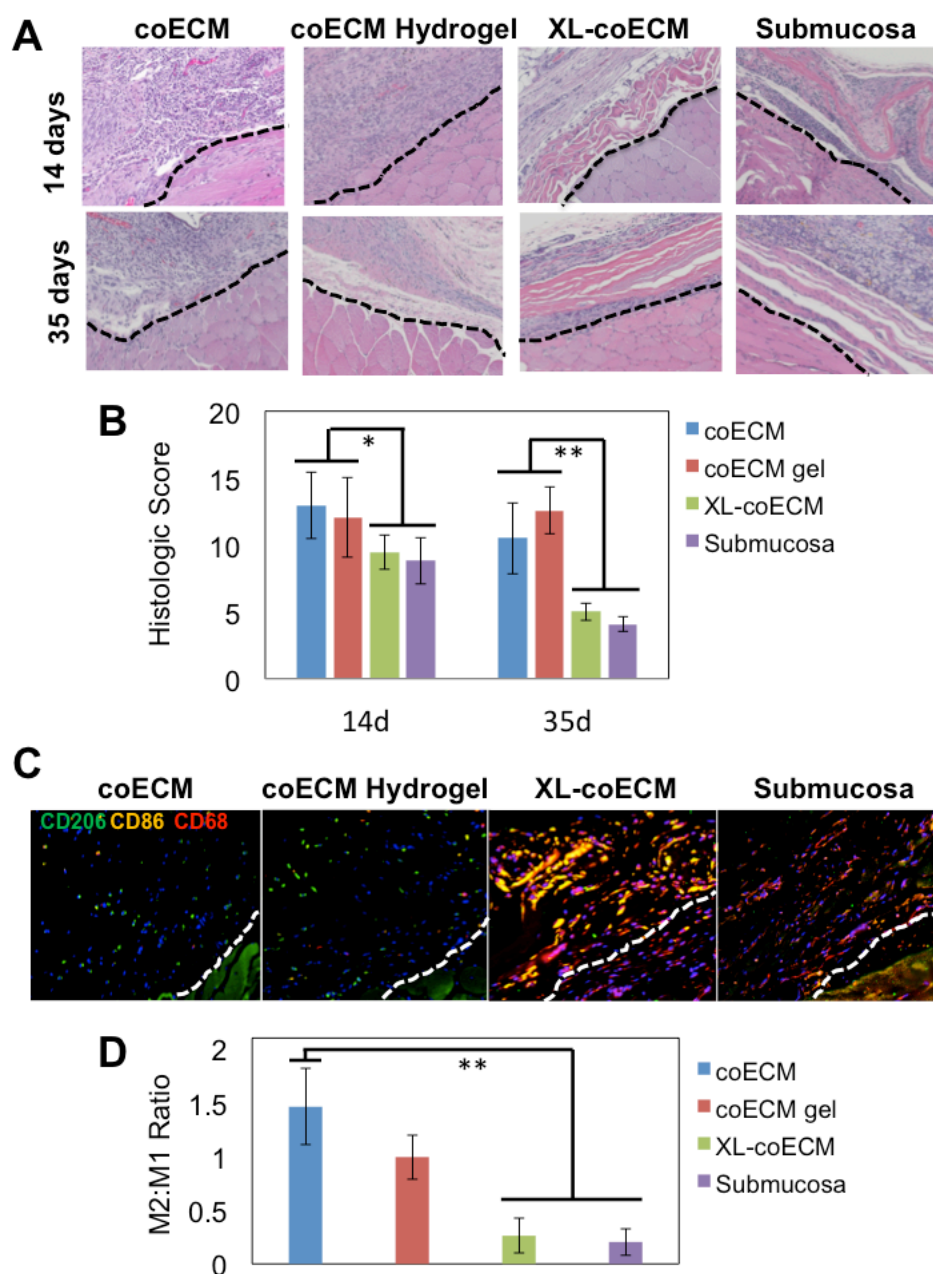 A
coECM
coECM Hydrogel
XL-coECM
Submucosa
14 days
35 days
B
Histologic Score
20
15
10
5
0
*
**
14d
35d
coECM
coECM gel
XL-coECM
Submucosa
C
coECM
coECM Hydrogel
XL-coECM
Submucosa
CD206 CD86 CD68
D
M2:M1 Ratio
2
1.5
1
0.5
0
**
coECM
coECM gel
XL-coECM
Submucosa